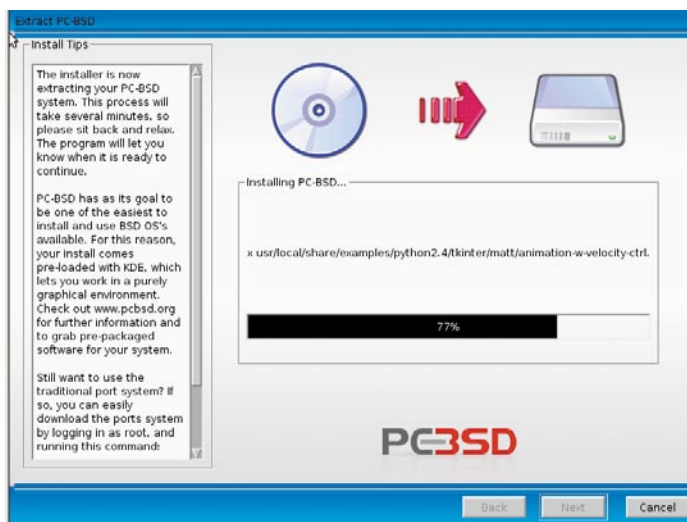 Extract PC-BSD
Install Tips
The installer is now
extracting your PC-BSD
system. This process will
take several minutes, so
please sit back and relax.
The program will let you
know when it is ready to
continue.
PC-BSD has as its goal to
be one of the easiest to
install and use BSD OS's
available. For this reason,
your install comes
pre-loaded with KDE, which
lets you work in a purely
graphical environment.
Check out www.pcbsd.org
for further information and
to grab pre-packaged
software for your system.
Still want to use the
traditional port system? If
so, you can easily
download the ports system
by logging in as root, and
running this command:
Installing PC-BSD...
x usr/local/share/examples/python2.4/tkinter/matt/animation-w-velocity-ctrl.
77%
PC-BSD
Back
Next
Cancel